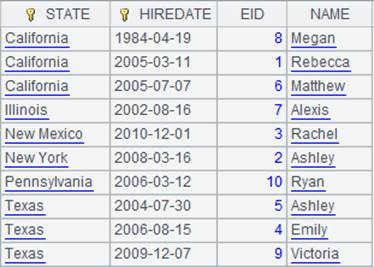 STATE HIREDATE EID NAME
California 1984-04-19 8 Megan
California 2005-03-11 1 Rebecca
California 2005-07-07 6 Matthew
Illinois 2002-08-16 7 Alexis
New Mexico 2010-12-01 3 Rachel
New York 2008-03-16 2 Ashley
Pennsylvania 2006-03-12 10 Ryan
Texas 2004-07-30 5 Ashley
Texas 2006-08-15 4 Emily
Texas 2009-12-07 9 Victoria